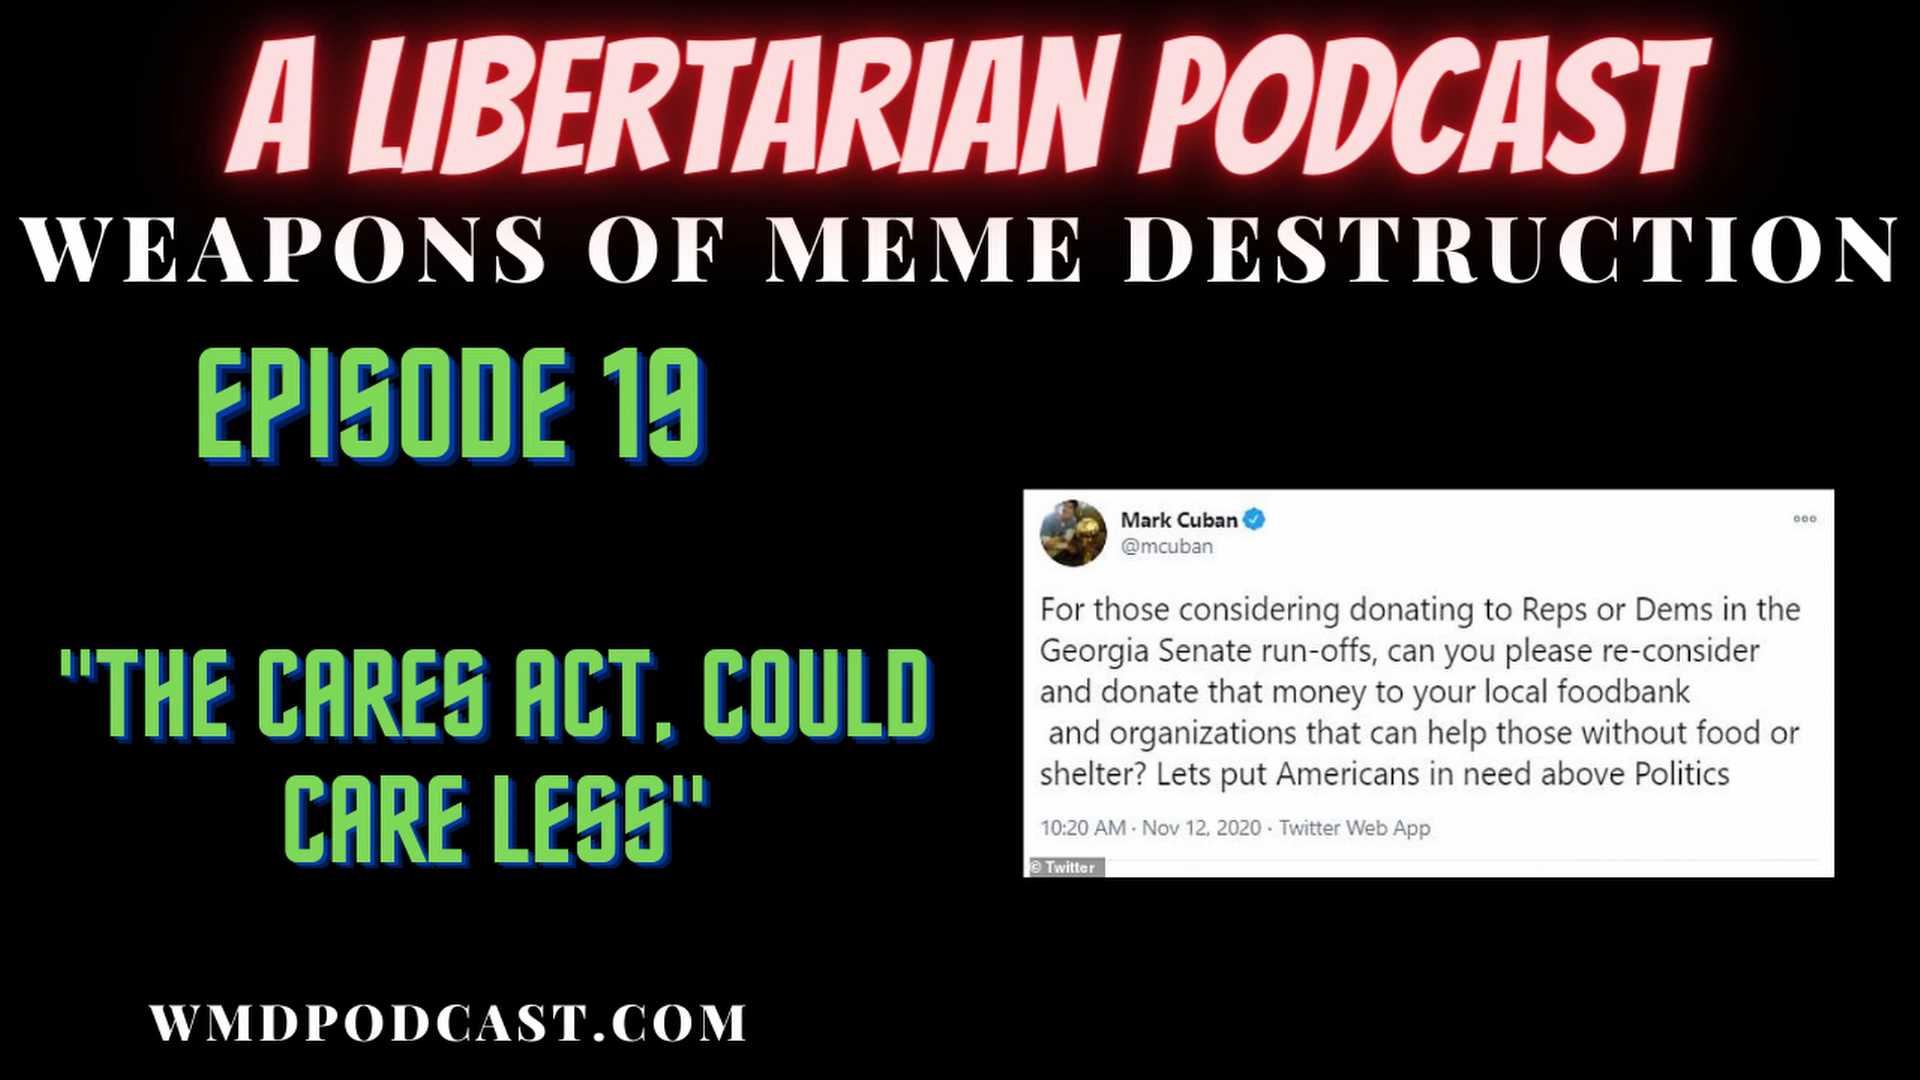 A LIBERTARIAN PODCAST
WEAPONS OF MEME DESTRUCTION
EPISODE 19
"THE CARES ACT, COULD
CARE LESS"
Mark Cuban
@mcuban
For those considering donating to Reps or Dems in the
Georgia Senate run-offs, can you please re-consider
and donate that money to your local foodbank
and organizations that can help those without food or
shelter? Lets put Americans in need above Politics
10:20 AM · Nov 12, 2020 · Twitter Web App
© Twitter
WMDPODCAST.COM